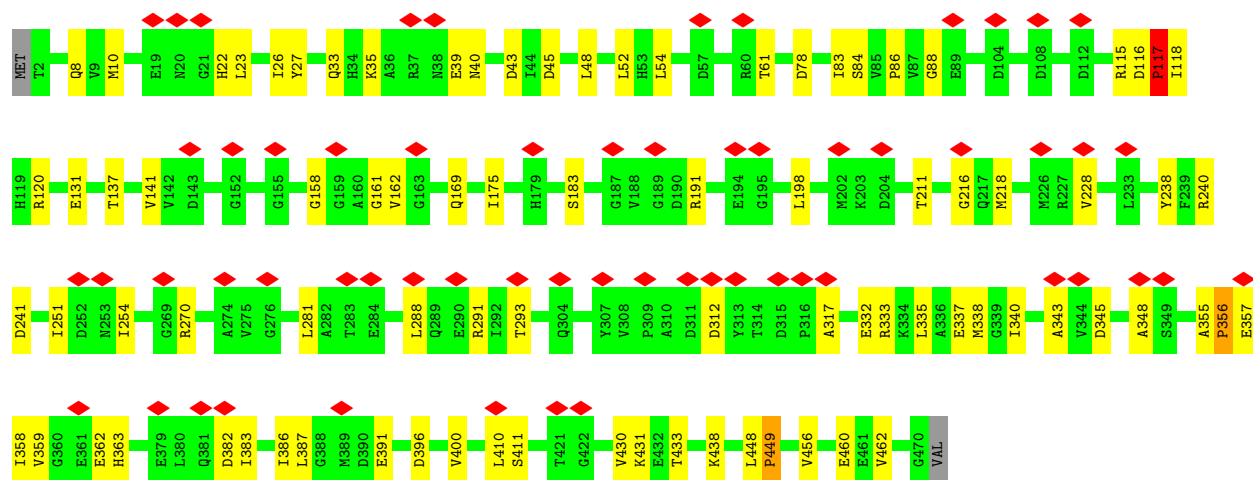 MET T2 Q8 V9 M10 E19 N20 G21 H22 L23 I26 Y27 Q33 H34 K35 A36 R37 N38 E39 N40 D43 I44 D45 L48 L52 H53 L54 D57 R60 T61 D78 I83 S84 V85 P86 V87 G88 E89 D104 D108 D112 R115 D116 P117 I118
H119 R120 E131 T137 V141 V142 D143 G152 G155 G158 G159 A160 G161 V162 G163 Q169 I175 H179 S183 G187 V188 G189 D190 R191 E194 G195 L198 M202 K203 D204 T211 G216 Q217 M218 M226 R227 V228 L233 Y238 F239 R240
D241 I251 D252 N253 I254 G269 R270 A274 V275 G276 L281 A282 T283 E284 L288 Q289 E290 R291 I292 T293 Q304 Y307 V308 P309 A310 D311 D312 Y313 T314 D315 P316 A317 E332 R333 K334 L335 A336 E337 M338 G339 I340 A343 V344 D345 A348 S349 A355 P356 E357
I358 V359 G360 E361 E362 H363 E379 L380 Q381 D382 I383 I386 L387 G388 M389 D390 E391 D396 V400 L410 S411 T421 G422 V430 K431 E432 T433 K438 L448 P449 V456 E460 E461 V462 G470 VAL